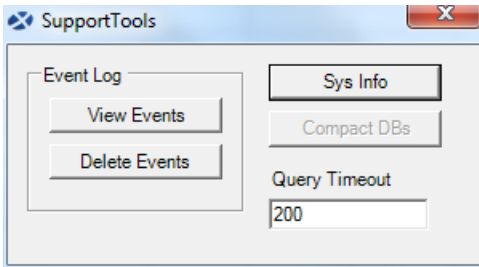 SupportTools
Event Log
View Events
Delete Events
Sys Info
Compact DBs
Query Timeout
200